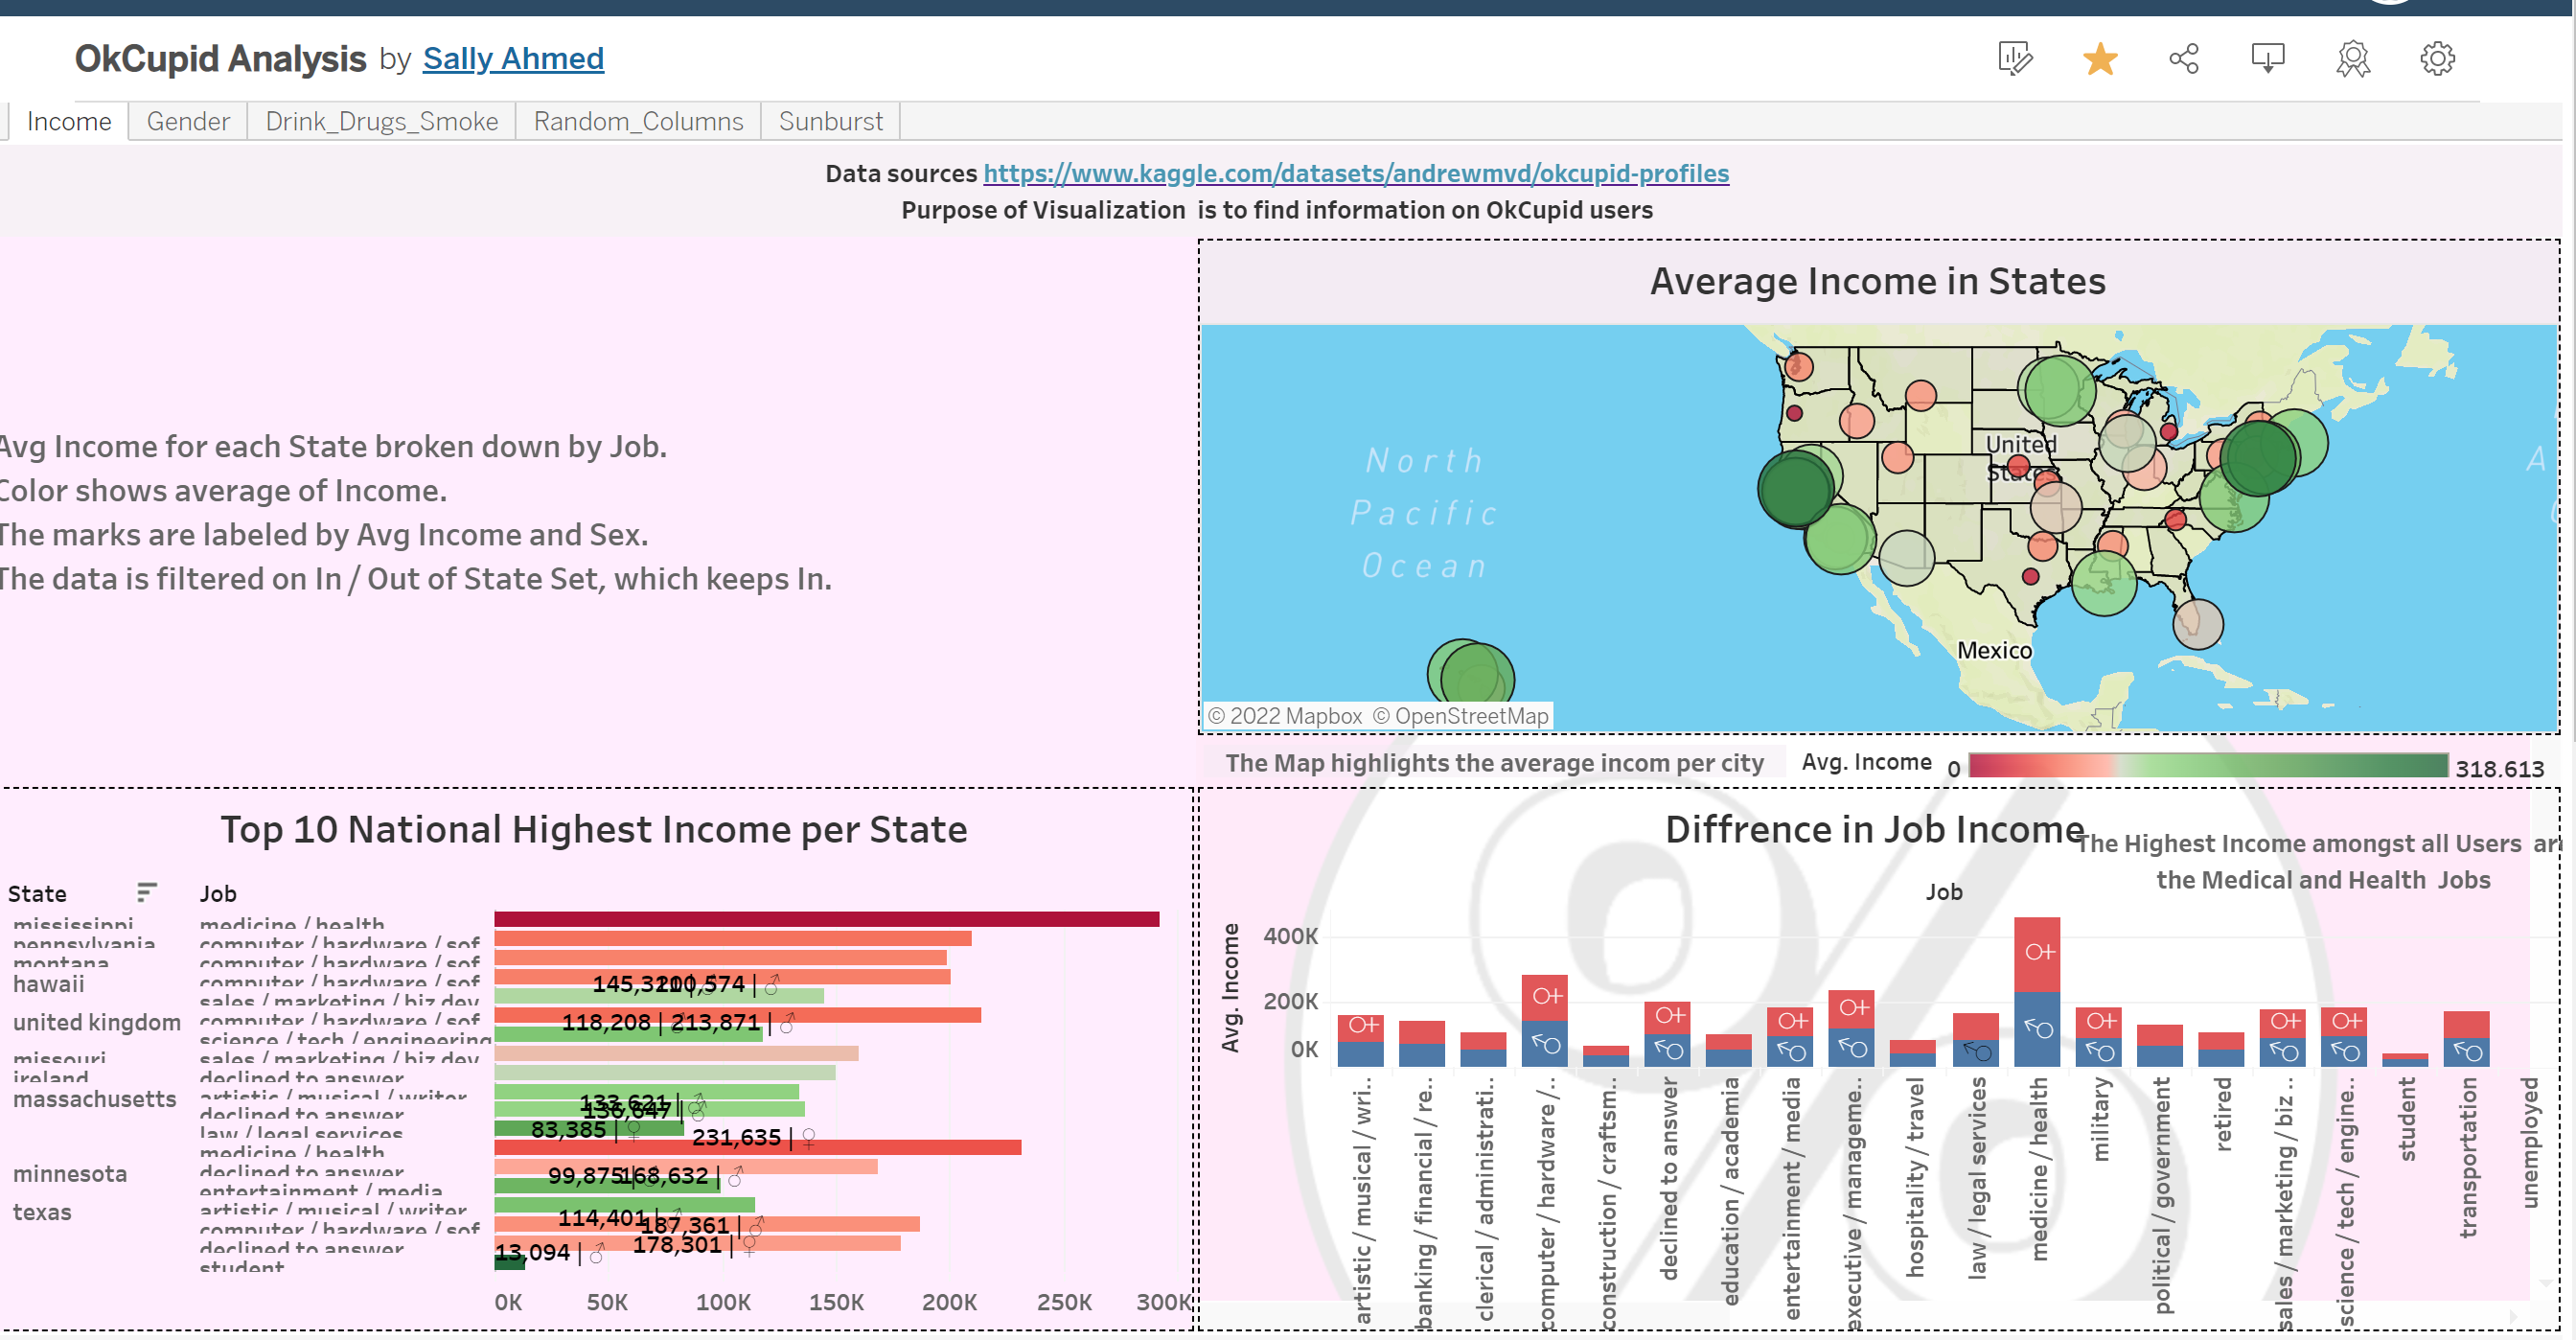 OkCupid Analysis by Sally Ahmed
Income Gender Drink_Drugs_Smoke Random_Columns Sunburst
Data sources https://www.kaggle.com/datasets/andrewmvd/okcupid-profiles
Purpose of Visualization is to find information on OkCupid users
Avg Income for each State broken down by Job.
Color shows average of Income.
The marks are labeled by Avg Income and Sex.
The data is filtered on In / Out of State Set, which keeps In.
Average Income in States
North
Pacific
Ocean
United
States
Mexico
A
© 2022 Mapbox © OpenStreetMap
The Map highlights the average incom per city
Avg. Income 0 318,613
Top 10 National Highest Income per State
State Job
mississippi medicine / health
pennsylvania computer / hardware / sof
montana computer / hardware / sof
hawaii computer / hardware / sof 200,574 | ♂
sales / marketing / biz dev
united kingdom computer / hardware / sof 118,208 | 213,871 | ♂
science / tech / engineering
missouri sales / marketing / biz dev
ireland declined to answer
massachusetts artistic / musical / writer 133,621 |
declined to answer 136,647 |
law / legal services 83,385 | ♀
medicine / health 231,635 | ♀
minnesota declined to answer 168,632 | ♂
entertainment / media 99,875
texas artistic / musical / writer 114,401 |
computer / hardware / sof 187,361 | ♂
declined to answer 178,301 | ♀
student 13,094 | ♂
0K 50K 100K 150K 200K 250K 300K
Diffrence in Job Income
The Highest Income amongst all Users ar
the Medical and Health Jobs
Job
Avg. Income
400K
200K
0K
artistic / musical / wri..
banking / financial / re..
clerical / administrati..
computer / hardware /..
construction / craftsm..
declined to answer
education / academia
entertainment / media
executive / manageme..
hospitality / travel
law / legal services
medicine / health
military
political / government
retired
sales / marketing / biz ..
science / tech / engine..
student
transportation
unemployed